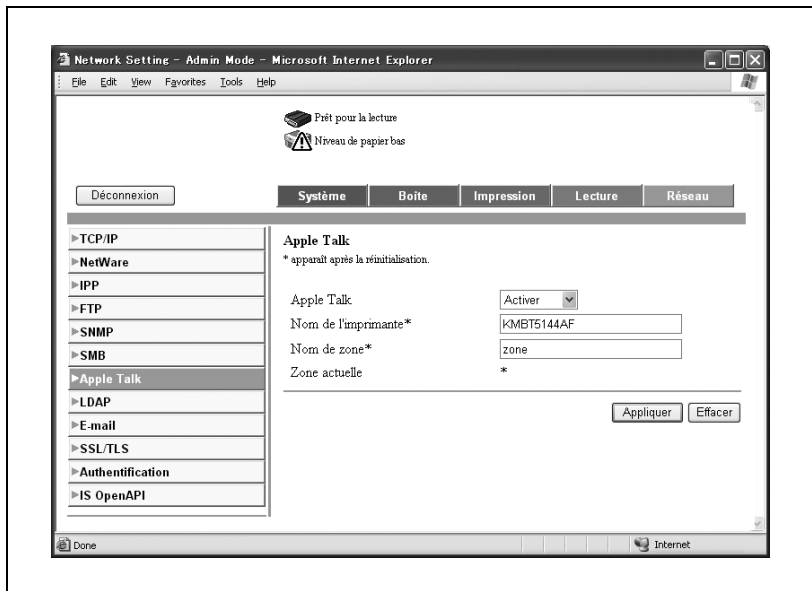 Network Setting - Admin Mode - Microsoft Internet Explorer
File Edit View Favorites Tools Help
Prêt pour la lecture
Niveau de papier bas
Déconnexion
Système Boîte Impression Lecture Réseau
TCP/IP
NetWare
IPP
FTP
SNMP
SMB
Apple Talk
LDAP
E-mail
SSL/TLS
Authentification
IS OpenAPI
Apple Talk
* apparaît après la réinitialisation.
Apple Talk Activer
Nom de l'imprimante* KMBT5144AF
Nom de zone* zone
Zone actuelle *
Appliquer Effacer
Done Internet